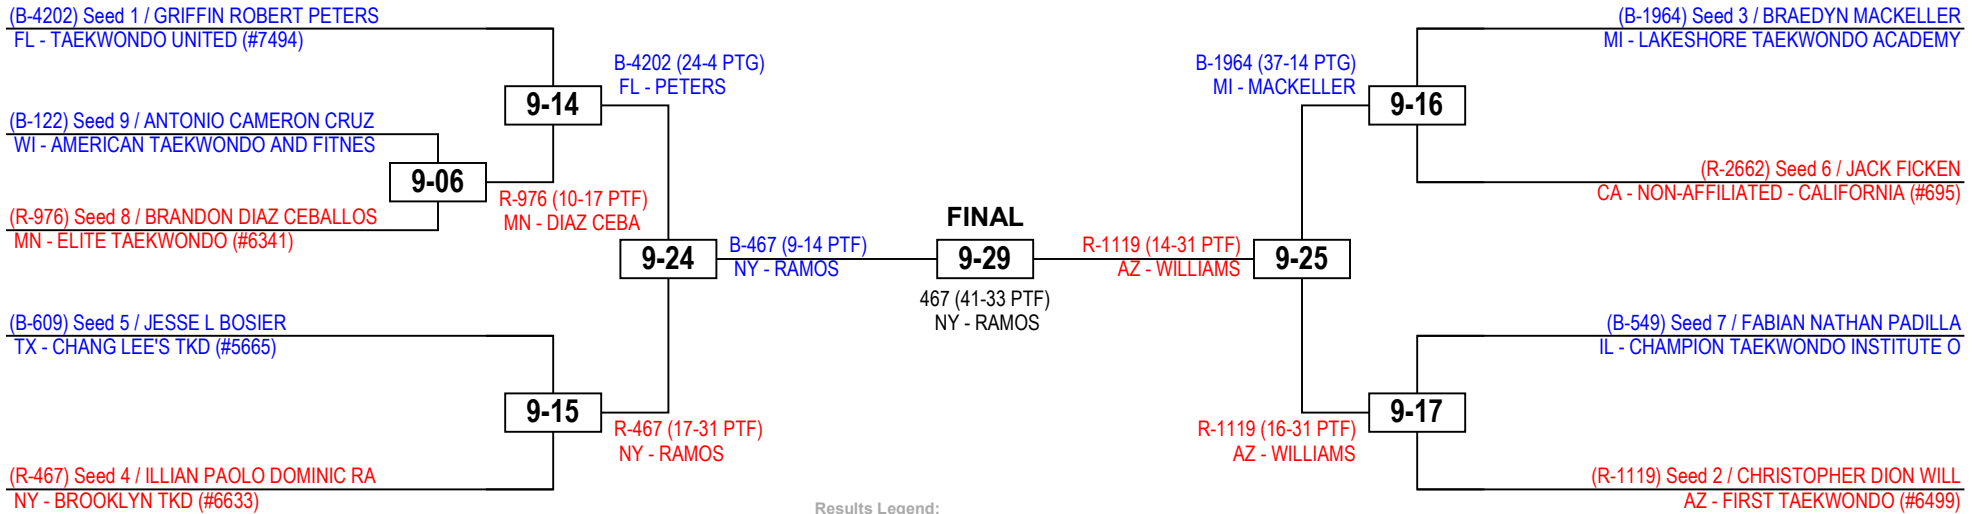 (B-4202) Seed 1 / GRIFFIN ROBERT PETERS
FL - TAEKWONDO UNITED (#7494)
(B-122) Seed 9 / ANTONIO CAMERON CRUZ
WI - AMERICAN TAEKWONDO AND FITNES
(R-976) Seed 8 / BRANDON DIAZ CEBALLOS
MN - ELITE TAEKWONDO (#6341)
(B-609) Seed 5 / JESSE L BOSIER
TX - CHANG LEE'S TKD (#5665)
(R-467) Seed 4 / ILLIAN PAOLO DOMINIC RA
NY - BROOKLYN TKD (#6633)
9-06
R-976 (10-17 PTF)
MN - DIAZ CEBA
9-14
B-4202 (24-4 PTG)
FL - PETERS
9-15
R-467 (17-31 PTF)
NY - RAMOS
9-24
B-467 (9-14 PTF)
NY - RAMOS
FINAL
9-29
467 (41-33 PTF)
NY - RAMOS
R-1119 (14-31 PTF)
AZ - WILLIAMS
9-25
B-1964 (37-14 PTG)
MI - MACKELLER
9-16
R-1119 (16-31 PTF)
AZ - WILLIAMS
9-17
(B-1964) Seed 3 / BRAEDYN MACKELLER
MI - LAKESHORE TAEKWONDO ACADEMY
(R-2662) Seed 6 / JACK FICKEN
CA - NON-AFFILIATED - CALIFORNIA (#695)
(B-549) Seed 7 / FABIAN NATHAN PADILLA
IL - CHAMPION TAEKWONDO INSTITUTE O
(R-1119) Seed 2 / CHRISTOPHER DION WILL
AZ - FIRST TAEKWONDO (#6499)
Results Legend: